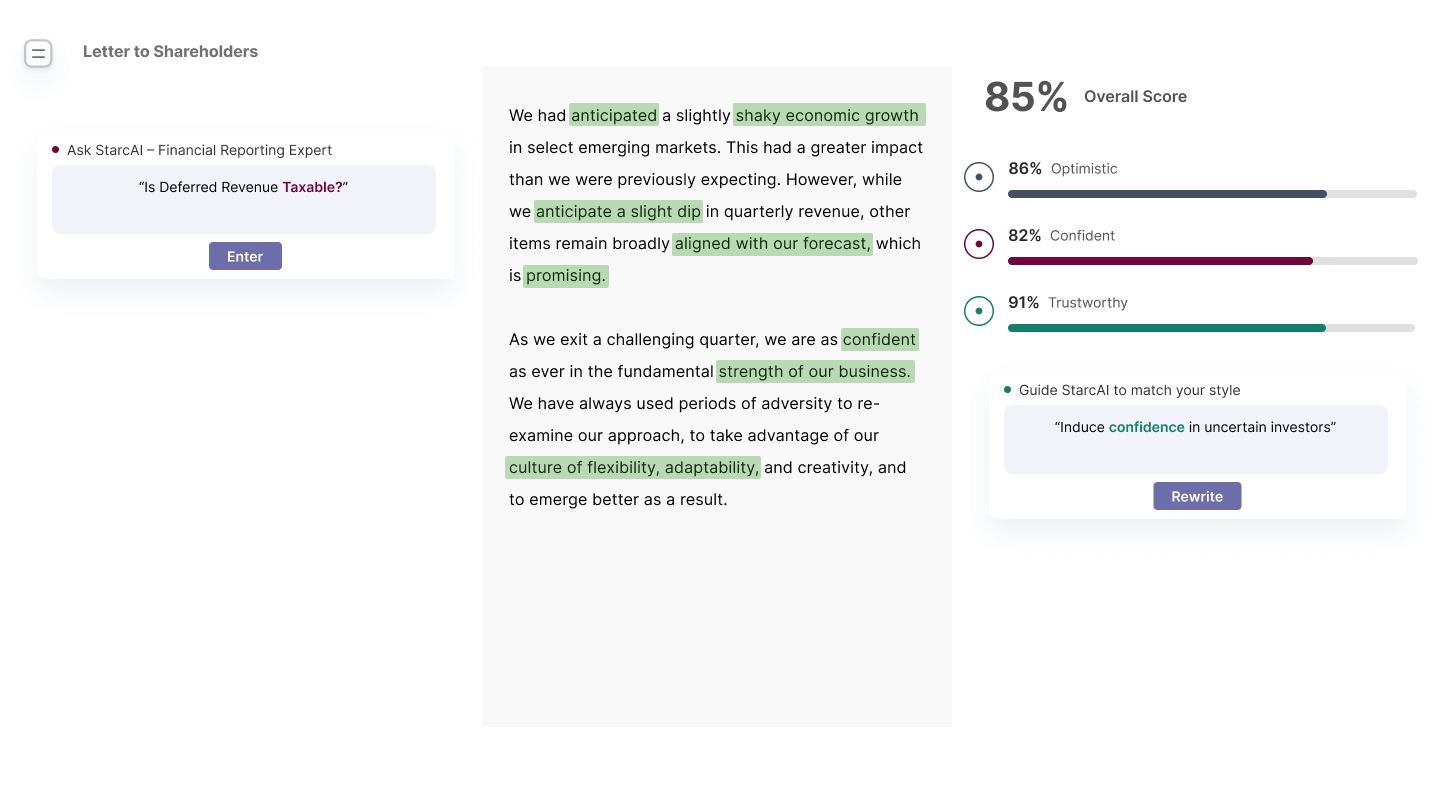 Letter to Shareholders
Ask StarcAI – Financial Reporting Expert
“Is Deferred Revenue Taxable?”
Enter
We had anticipated a slightly shaky economic growth
in select emerging markets. This had a greater impact
than we were previously expecting. However, while
we anticipate a slight dip in quarterly revenue, other
items remain broadly aligned with our forecast, which
is promising.
As we exit a challenging quarter, we are as confident
as ever in the fundamental strength of our business.
We have always used periods of adversity to re-
examine our approach, to take advantage of our
culture of flexibility, adaptability, and creativity, and
to emerge better as a result.
85% Overall Score
86% Optimistic
82% Confident
91% Trustworthy
Guide StarcAI to match your style
“Induce confidence in uncertain investors”
Rewrite